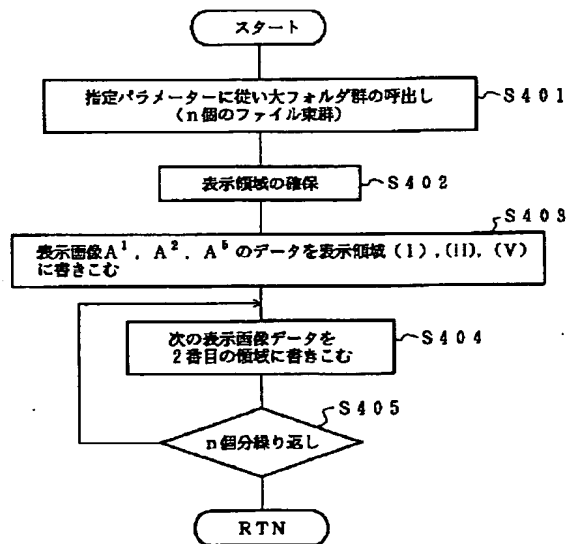 スタート
指定パラメーターに従い大フォルダ群の呼出し
(n個のファイル束群)
S401
表示領域の確保
S402
S403
表示画像A¹, A², A⁵ のデータを表示領域 (I), (II), (V)
に書きこむ
次の表示画像データを
2番目の領域に書きこむ
S404
S405
n個分繰り返し
RTN